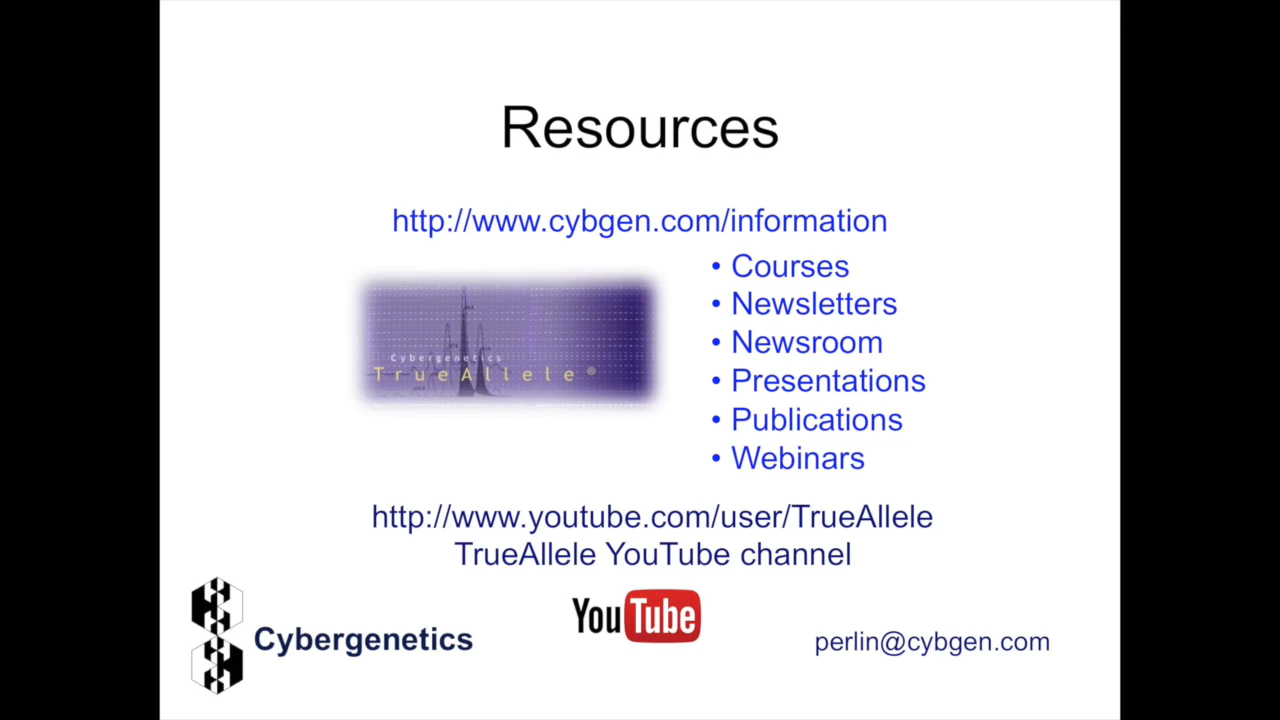 Resources
http://www.cybgen.com/information
Cybergenetics
TrueAllele®
• Courses
• Newsletters
• Newsroom
• Presentations
• Publications
• Webinars
http://www.youtube.com/user/TrueAllele
TrueAllele YouTube channel
YouTube
Cybergenetics
perlin@cybgen.com